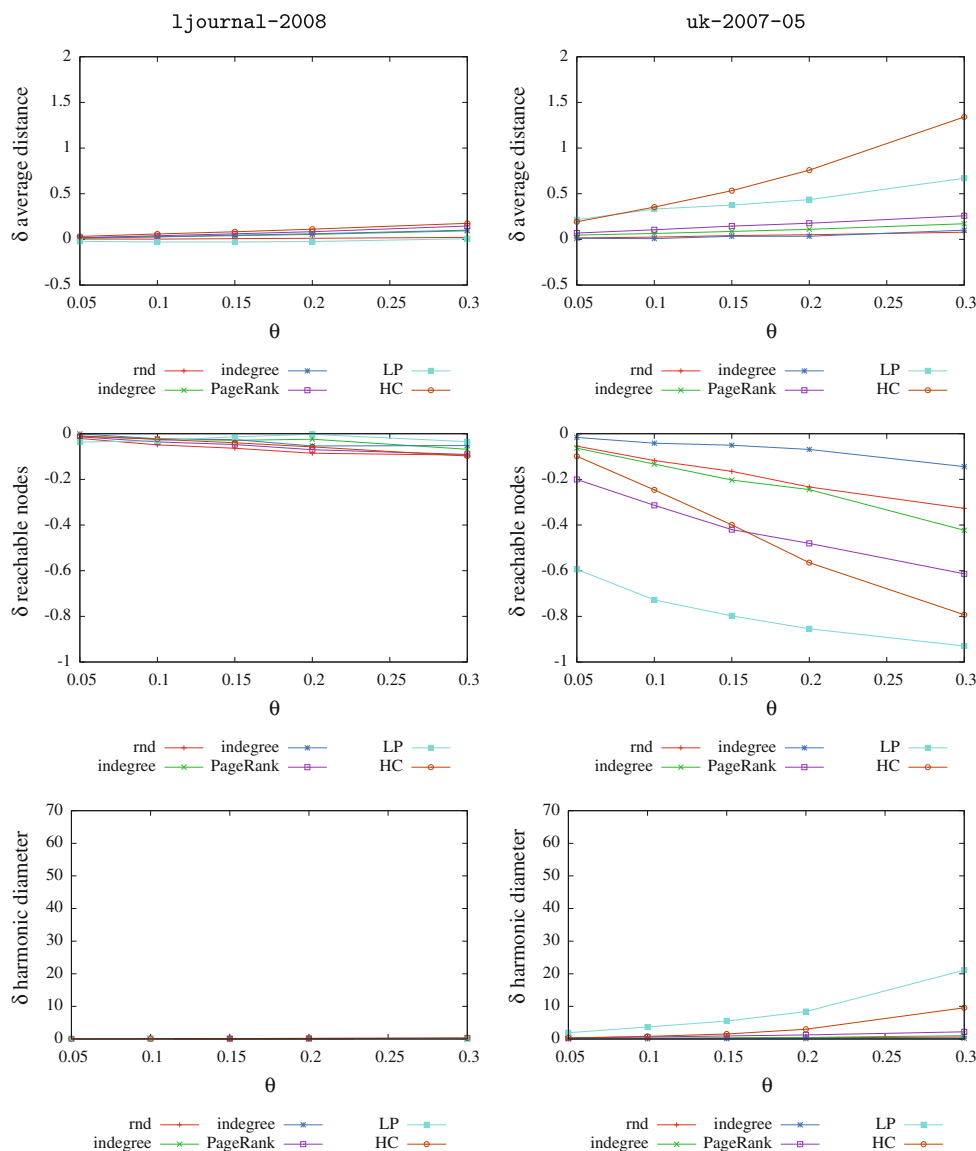 ljournal-2008
uk-2007-05
2
1.5
1
0.5
0
-0.5
δ average distance
0.05 0.1 0.15 0.2 0.25 0.3
θ
rnd indegree LP
indegree PageRank HC
2
1.5
1
0.5
0
-0.5
δ average distance
0.05 0.1 0.15 0.2 0.25 0.3
θ
rnd indegree LP
indegree PageRank HC
0
-0.2
-0.4
-0.6
-0.8
-1
δ reachable nodes
0.05 0.1 0.15 0.2 0.25 0.3
θ
rnd indegree LP
indegree PageRank HC
0
-0.2
-0.4
-0.6
-0.8
-1
δ reachable nodes
0.05 0.1 0.15 0.2 0.25 0.3
θ
rnd indegree LP
indegree PageRank HC
70
60
50
40
30
20
10
0
δ harmonic diameter
0.05 0.1 0.15 0.2 0.25 0.3
θ
rnd indegree LP
indegree PageRank HC
70
60
50
40
30
20
10
0
δ harmonic diameter
0.05 0.1 0.15 0.2 0.25 0.3
θ
rnd indegree LP
indegree PageRank HC